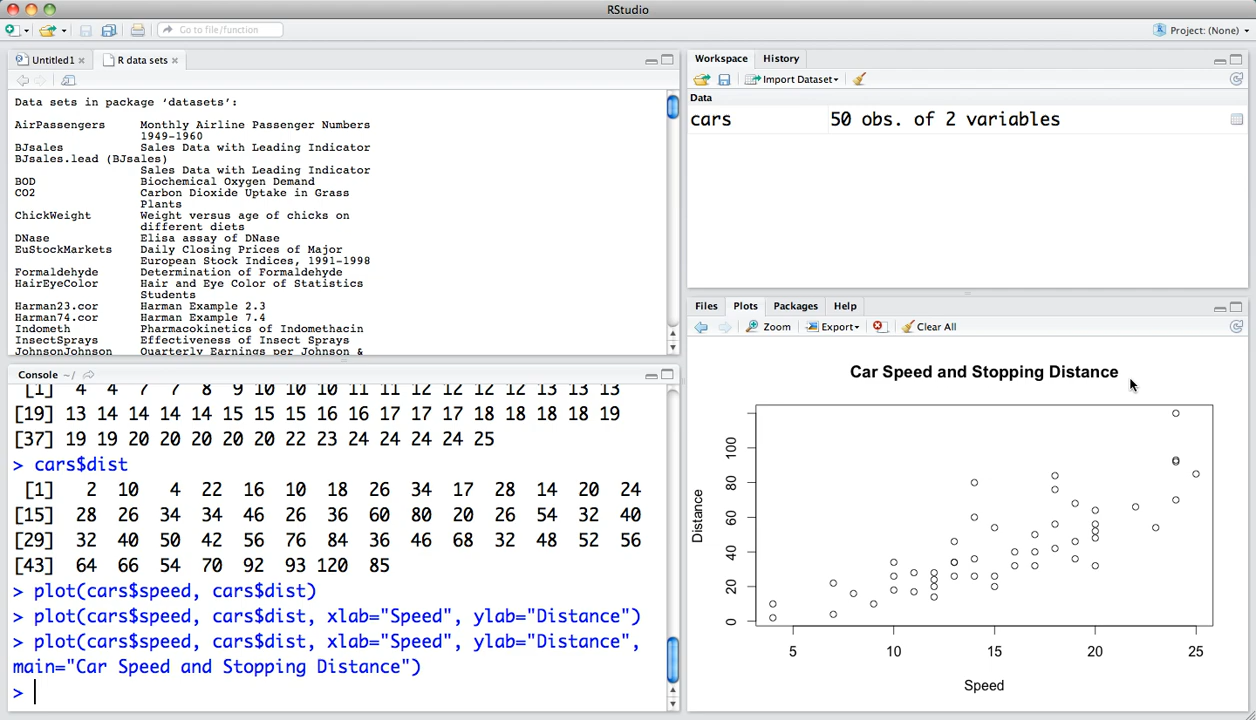 RStudio
Go to file/function
Project: (None)
Untitled1
R data sets
Data sets in package ‘datasets’:
AirPassengers Monthly Airline Passenger Numbers
1949-1960
BJsales Sales Data with Leading Indicator
BJsales.lead (BJsales)
Sales Data with Leading Indicator
BOD Biochemical Oxygen Demand
CO2 Carbon Dioxide Uptake in Grass
Plants
ChickWeight Weight versus age of chicks on
different diets
DNase Elisa assay of DNase
EuStockMarkets Daily Closing Prices of Major
European Stock Indices, 1991-1998
Formaldehyde Determination of Formaldehyde
HairEyeColor Hair and Eye Color of Statistics
Students
Harman23.cor Harman Example 2.3
Harman74.cor Harman Example 7.4
Indometh Pharmacokinetics of Indomethacin
InsectSprays Effectiveness of Insect Sprays
JohnsonJohnson Quarterly Earnings per Johnson &
Console ~/
[1] 4 4 7 7 8 9 10 10 10 11 11 12 12 12 12 13 13 13
[19] 13 14 14 14 14 15 15 15 16 16 17 17 17 18 18 18 18 19
[37] 19 19 20 20 20 20 20 22 23 24 24 24 24 25
> cars$dist
[1] 2 10 4 22 16 10 18 26 34 17 28 14 20 24
[15] 28 26 34 34 46 26 36 60 80 20 26 54 32 40
[29] 32 40 50 42 56 76 84 36 46 68 32 48 52 56
[43] 64 66 54 70 92 93 120 85
> plot(cars$speed, cars$dist)
> plot(cars$speed, cars$dist, xlab="Speed", ylab="Distance")
> plot(cars$speed, cars$dist, xlab="Speed", ylab="Distance",
main="Car Speed and Stopping Distance")
>
Workspace History
Import Dataset
Data
cars 50 obs. of 2 variables
Files Plots Packages Help
Zoom Export Clear All
Car Speed and Stopping Distance
Distance
100
80
60
40
20
0
5 10 15 20 25
Speed